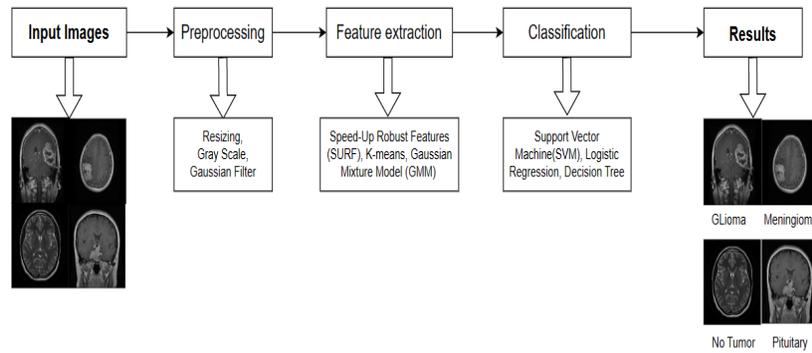 Input Images
Preprocessing
Feature extraction
Classification
Results
Resizing,
Gray Scale,
Gaussian Filter
Speed-Up Robust Features
(SURF), K-means, Gaussian
Mixture Model (GMM)
Support Vector
Machine(SVM), Logistic
Regression, Decision Tree
GLioma
Meningiom
No Tumor
Pituitary